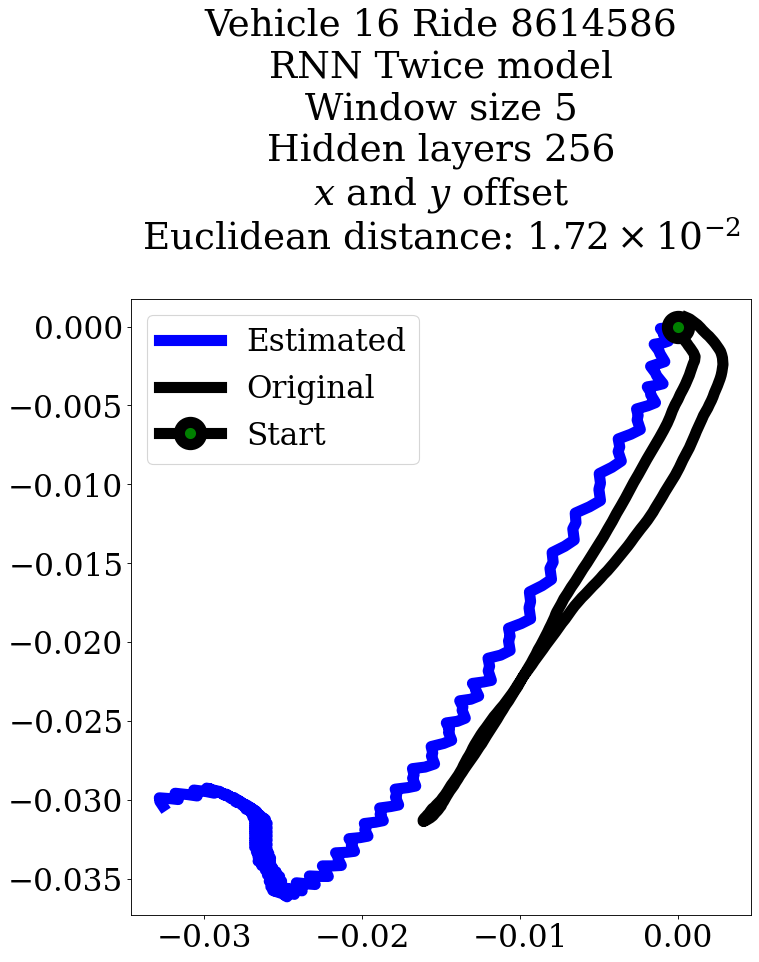 Vehicle 16 Ride 8614586
RNN Twice model
Window size 5
Hidden layers 256
x and y offset
Euclidean distance: 1.72 × 10⁻²
Estimated
Original
Start
0.000
−0.005
−0.010
−0.015
−0.020
−0.025
−0.030
−0.035
−0.03 −0.02 −0.01 0.00